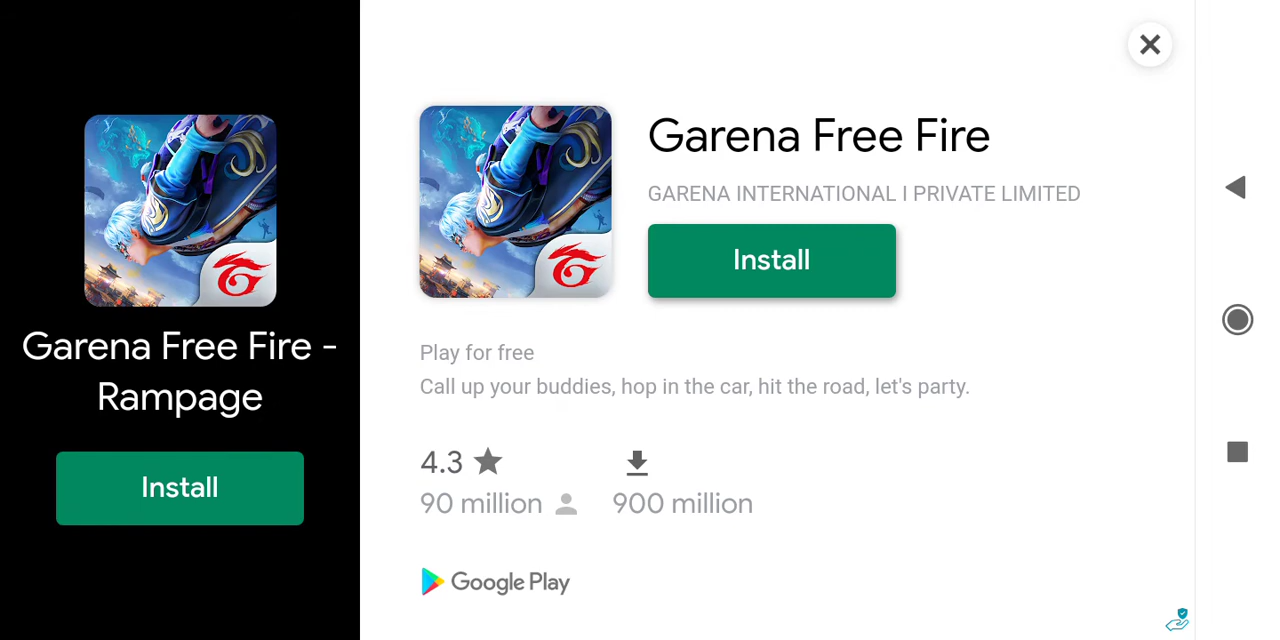 Garena Free Fire -
Rampage
Install
Garena Free Fire
GARENA INTERNATIONAL I PRIVATE LIMITED
Install
Play for free
Call up your buddies, hop in the car, hit the road, let's party.
4.3
90 million
900 million
Google Play